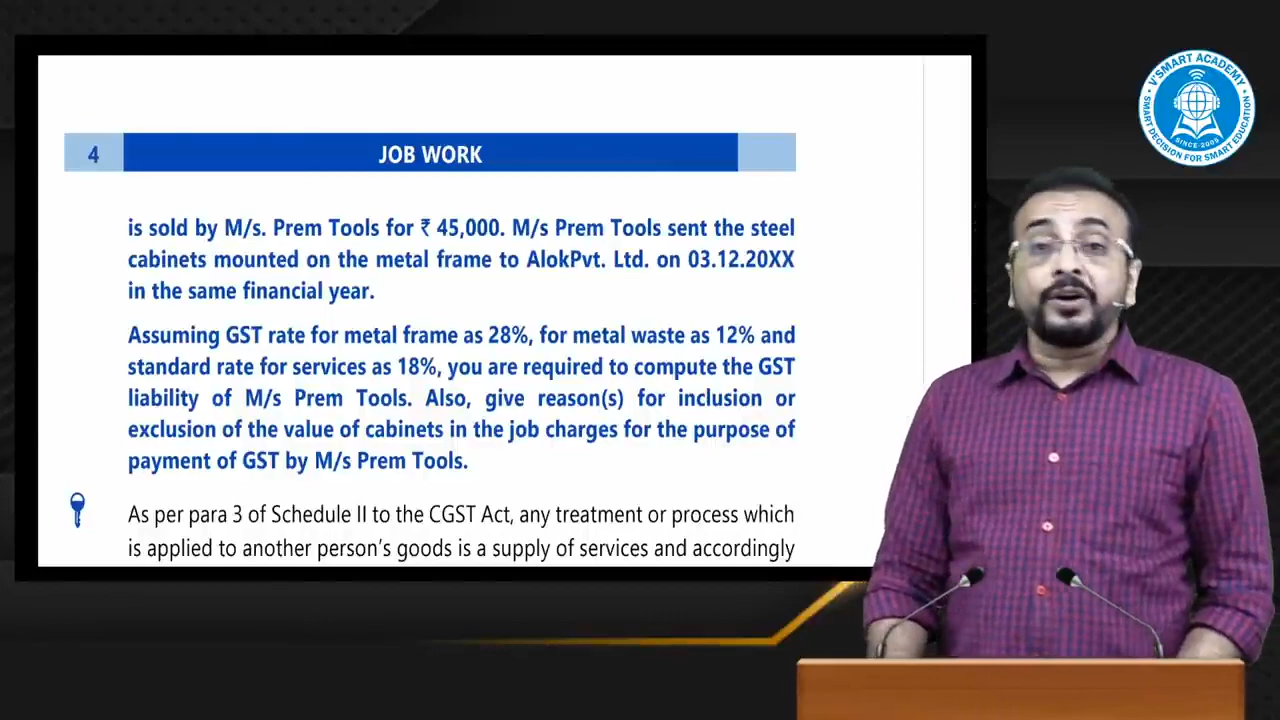 V'SMART ACADEMY
SMART DECISION FOR SMART EDUCATION
SINCE-2009
4
JOB WORK
is sold by M/s. Prem Tools for ₹ 45,000. M/s Prem Tools sent the steel
cabinets mounted on the metal frame to AlokPvt. Ltd. on 03.12.20XX
in the same financial year.
Assuming GST rate for metal frame as 28%, for metal waste as 12% and
standard rate for services as 18%, you are required to compute the GST
liability of M/s Prem Tools. Also, give reason(s) for inclusion or
exclusion of the value of cabinets in the job charges for the purpose of
payment of GST by M/s Prem Tools.
As per para 3 of Schedule II to the CGST Act, any treatment or process which
is applied to another person's goods is a supply of services and accordingly